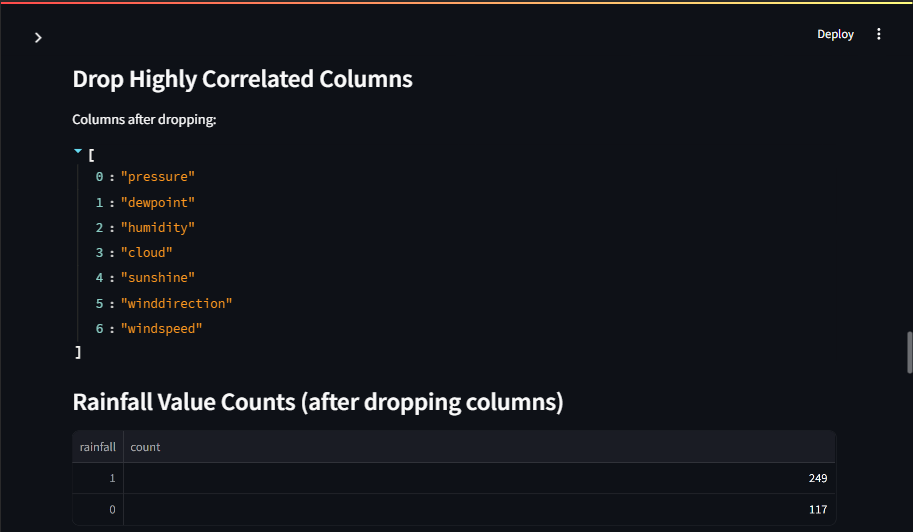 Deploy
Drop Highly Correlated Columns
Columns after dropping:
[
0 : "pressure"
1 : "dewpoint"
2 : "humidity"
3 : "cloud"
4 : "sunshine"
5 : "winddirection"
6 : "windspeed"
]
Rainfall Value Counts (after dropping columns)
rainfall count
1 249
0 117